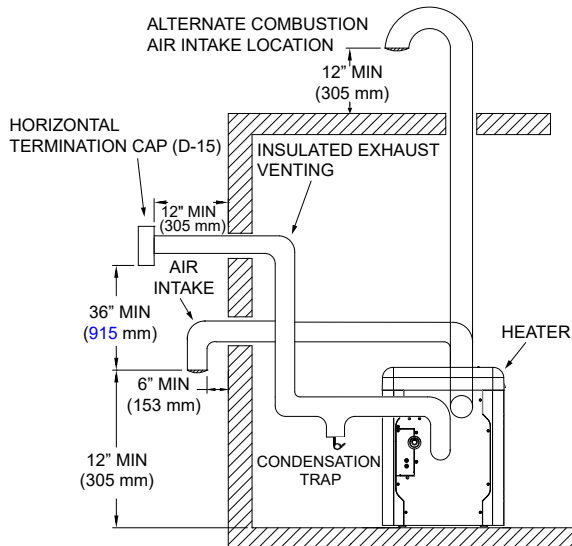 ALTERNATE COMBUSTION
AIR INTAKE LOCATION
12” MIN
(305 mm)
HORIZONTAL
TERMINATION CAP (D-15)
INSULATED EXHAUST
VENTING
12" MIN
(305 mm)
AIR
INTAKE
36” MIN
(915 mm)
HEATER
6” MIN
(153 mm)
12” MIN
(305 mm)
CONDENSATION
TRAP